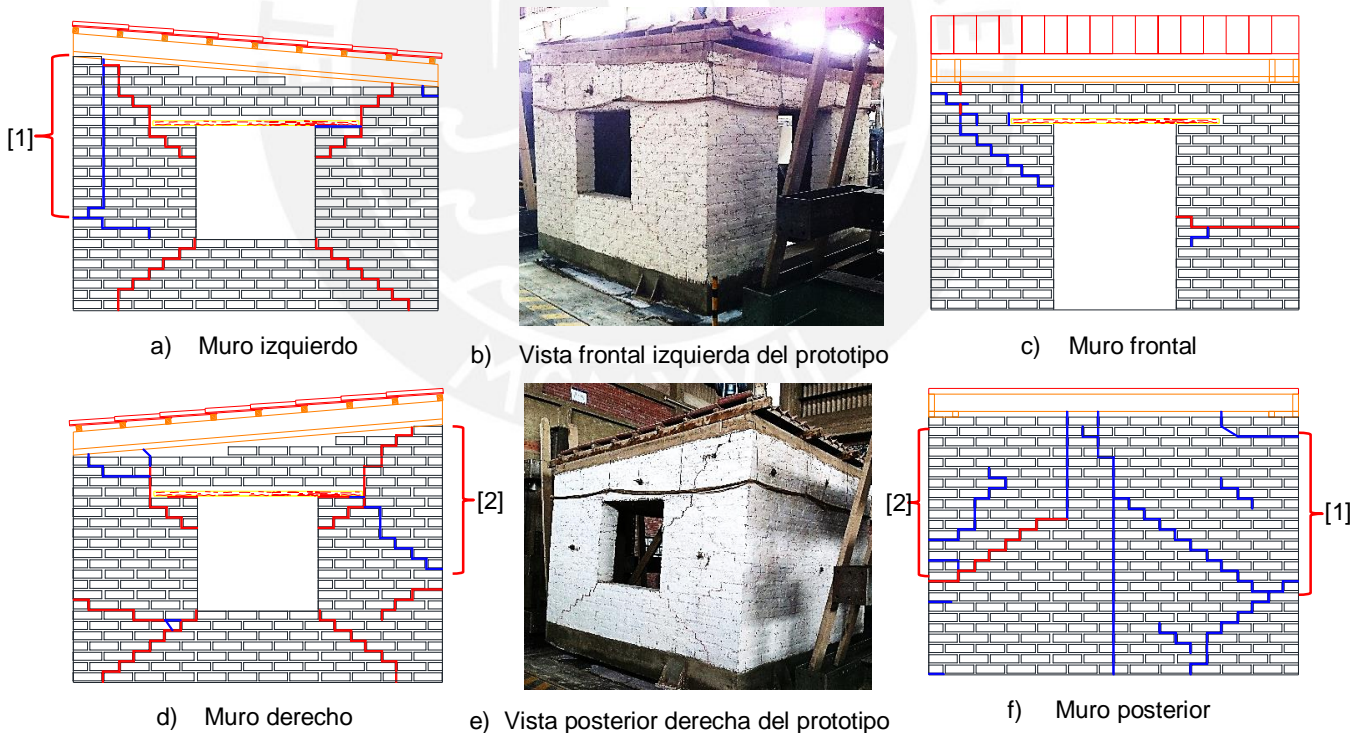 [1]
a) Muro izquierdo
b) Vista frontal izquierda del prototipo
c) Muro frontal
[2]
[2]
[1]
d) Muro derecho
e) Vista posterior derecha del prototipo
f) Muro posterior